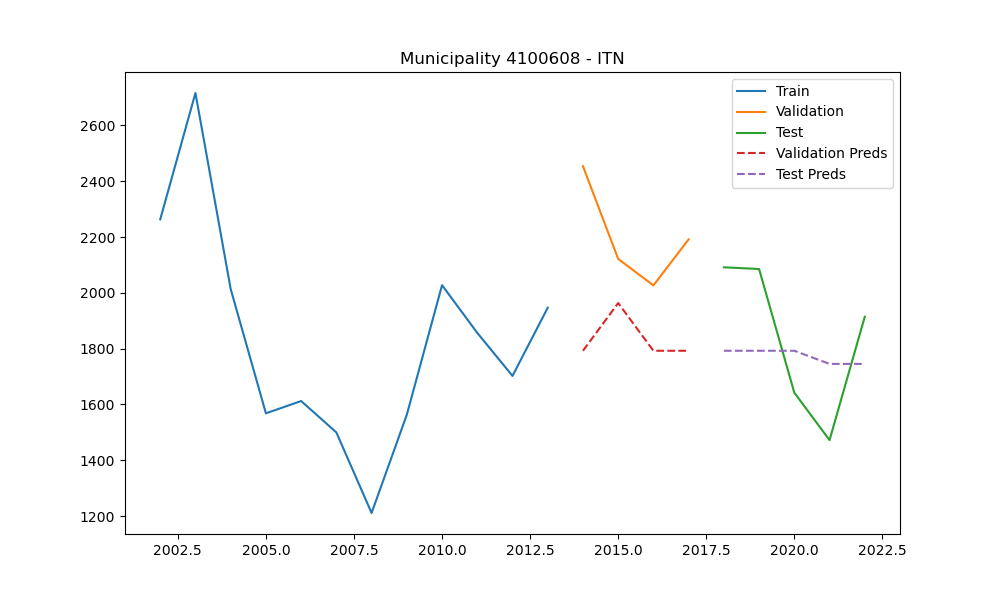 Municipality 4100608 - ITN
Train
Validation
Test
Validation Preds
Test Preds
2600
2400
2200
2000
1800
1600
1400
1200
2002.5 2005.0 2007.5 2010.0 2012.5 2015.0 2017.5 2020.0 2022.5